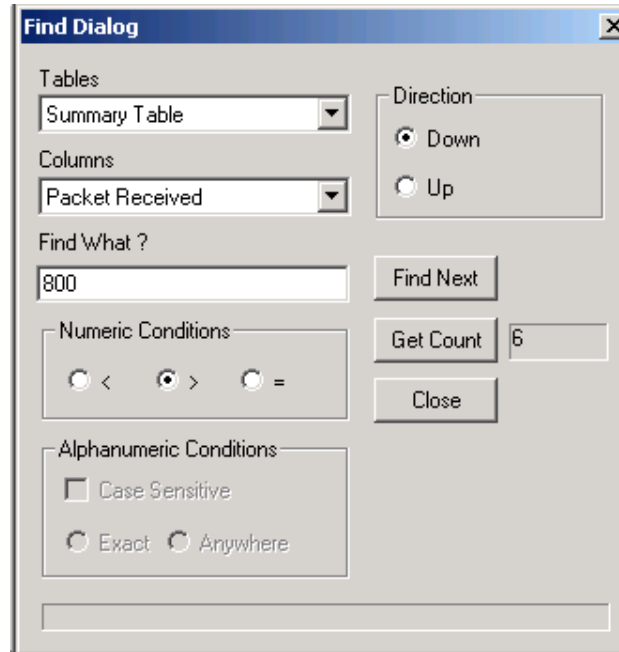 Find Dialog
Tables
Summary Table
Columns
Packet Received
Find What ?
800
Numeric Conditions
< > =
Alphanumeric Conditions
Case Sensitive
Exact Anywhere
Direction
Down
Up
Find Next
Get Count 6
Close